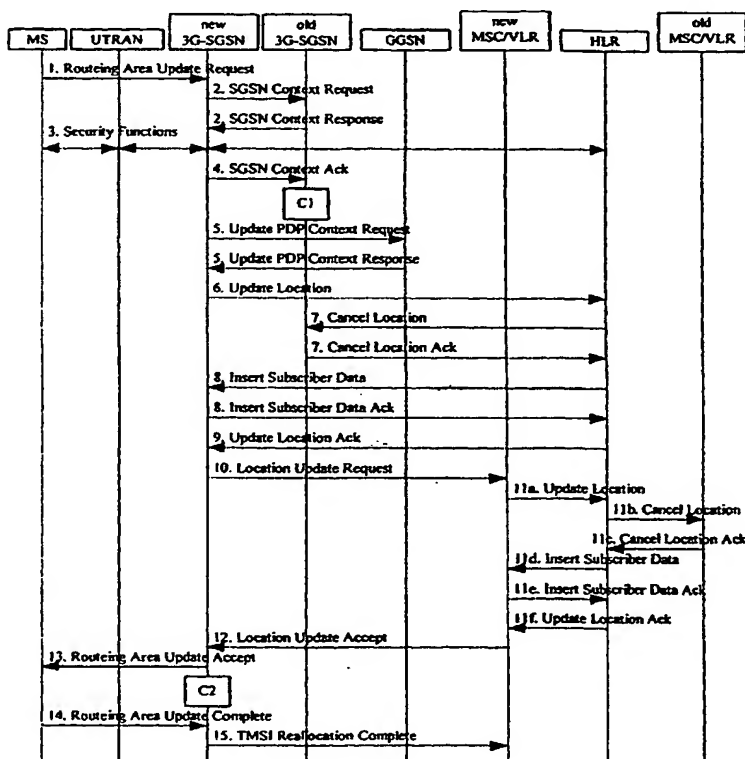 MS
UTRAN
new
3G-SGSN
old
3G-SGSN
GGSN
new
MSC/VLR
HLR
old
MSC/VLR
1. Routeing Area Update Request
2. SGSN Context Request
2. SGSN Context Response
3. Security Functions
4. SGSN Context Ack
C1
5. Update PDP Context Request
5. Update PDP Context Response
6. Update Location
7. Cancel Location
7. Cancel Location Ack
8. Insert Subscriber Data
8. Insert Subscriber Data Ack
9. Update Location Ack
10. Location Update Request
11a. Update Location
11b. Cancel Location
11c. Cancel Location Ack
11d. Insert Subscriber Data
11e. Insert Subscriber Data Ack
11f. Update Location Ack
12. Location Update Accept
13. Routeing Area Update Accept
C2
14. Routeing Area Update Complete
15. TMSI Reallocation Complete